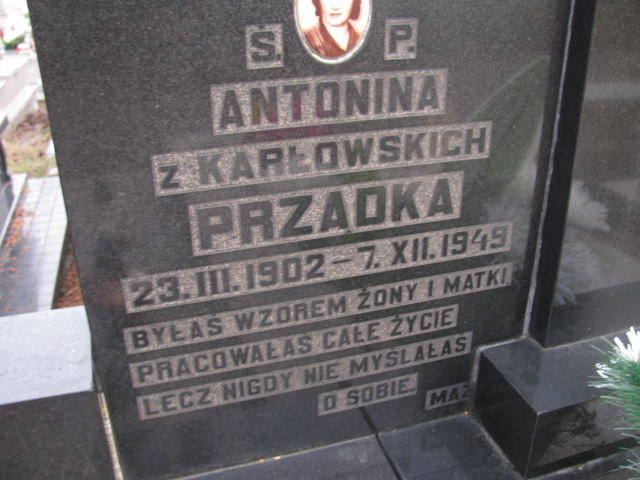 Ś. P.
ANTONINA
z KARŁOWSKICH
PRZADKA
23. III. 1902 – 7. XII. 1949
BYŁAŚ WZOREM ŻONY I MATKI.
PRACOWAŁAŚ CAŁE ŻYCIE
LECZ NIGDY NIE MYŚLAŁAŚ
O SOBIE.